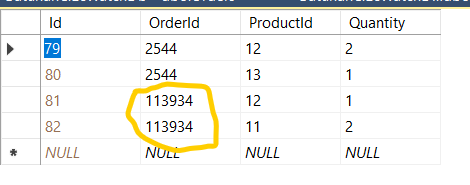 Id OrderId ProductId Quantity
79 2544 12 2
80 2544 13 1
81 113934 12 1
82 113934 11 2
* NULL NULL NULL NULL